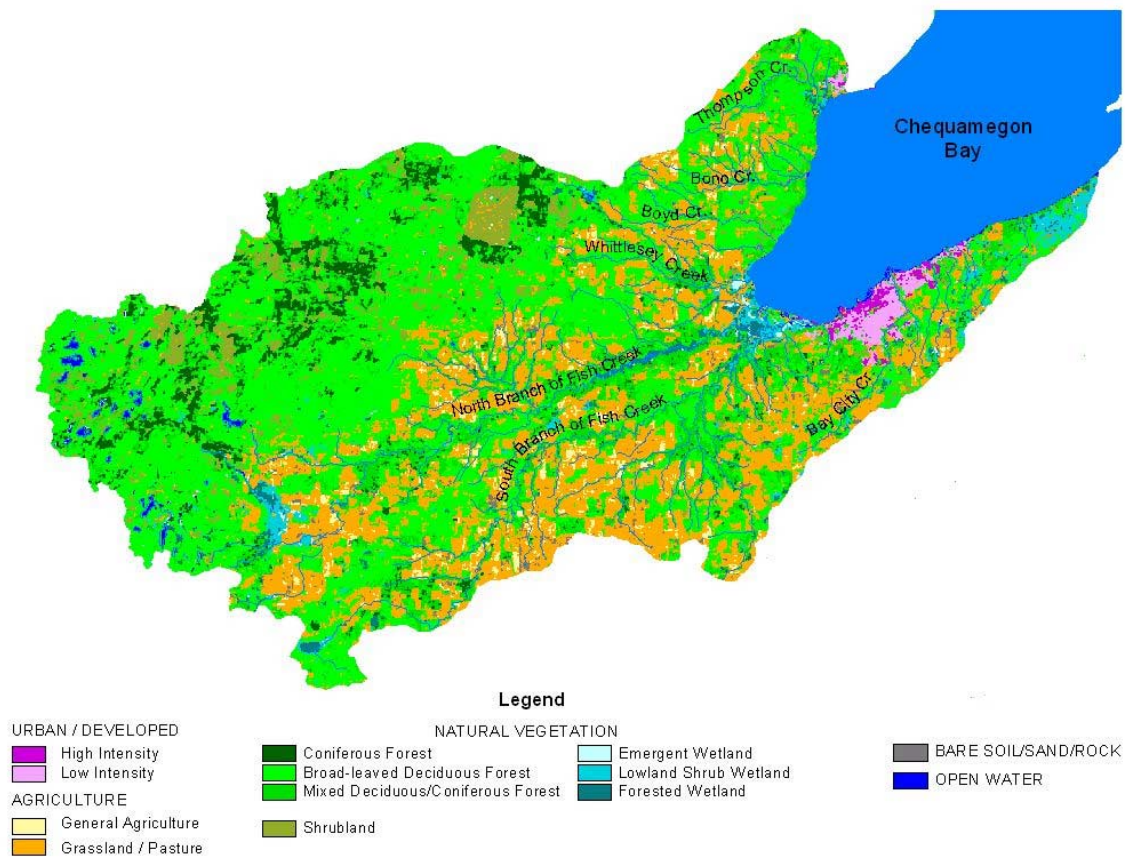 Thompson Cr.
Chequamegon
Bay
Bono Cr.
Boyd Cr.
Whittlesey Creek
North Branch of Fish Creek
South Branch of Fish Creek
Bay City Cr.
Legend
URBAN / DEVELOPED
High Intensity
Low Intensity
AGRICULTURE
General Agriculture
Grassland / Pasture
NATURAL VEGETATION
Coniferous Forest
Broad-leaved Deciduous Forest
Mixed Deciduous/Coniferous Forest
Shrubland
Emergent Wetland
Lowland Shrub Wetland
Forested Wetland
BARE SOIL/SAND/ROCK
OPEN WATER